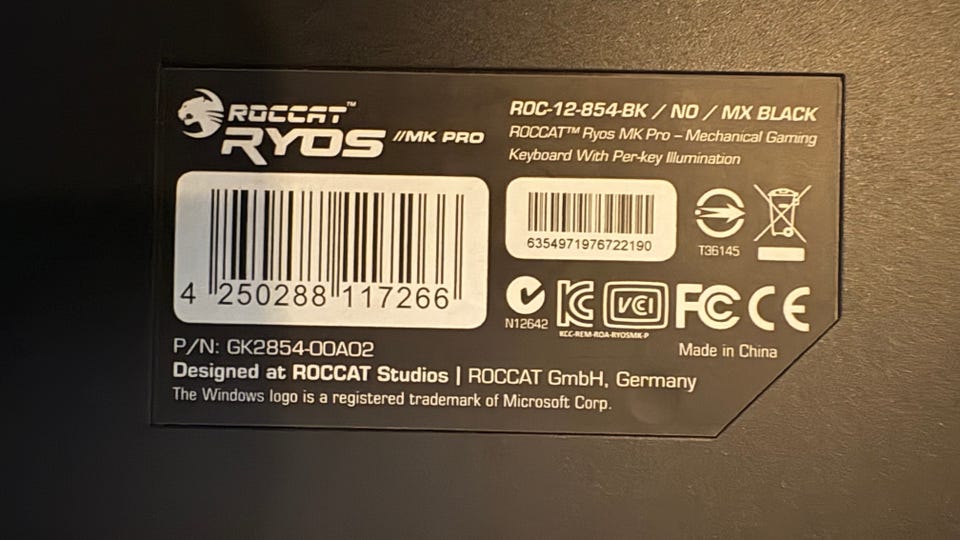 ROCCAT™
RYOS //MK PRO
ROC-12-854-BK / NO / MX BLACK
ROCCAT™ Ryos MK Pro – Mechanical Gaming
Keyboard With Per-key Illumination
4 250288 117266
6354971976722190
T36145
N12642
KCC-REM-ROA-RYOSMK-P
VCI
FC CE
Made in China
P/N: GK2854-00A02
Designed at ROCCAT Studios | ROCCAT GmbH, Germany
The Windows logo is a registered trademark of Microsoft Corp.